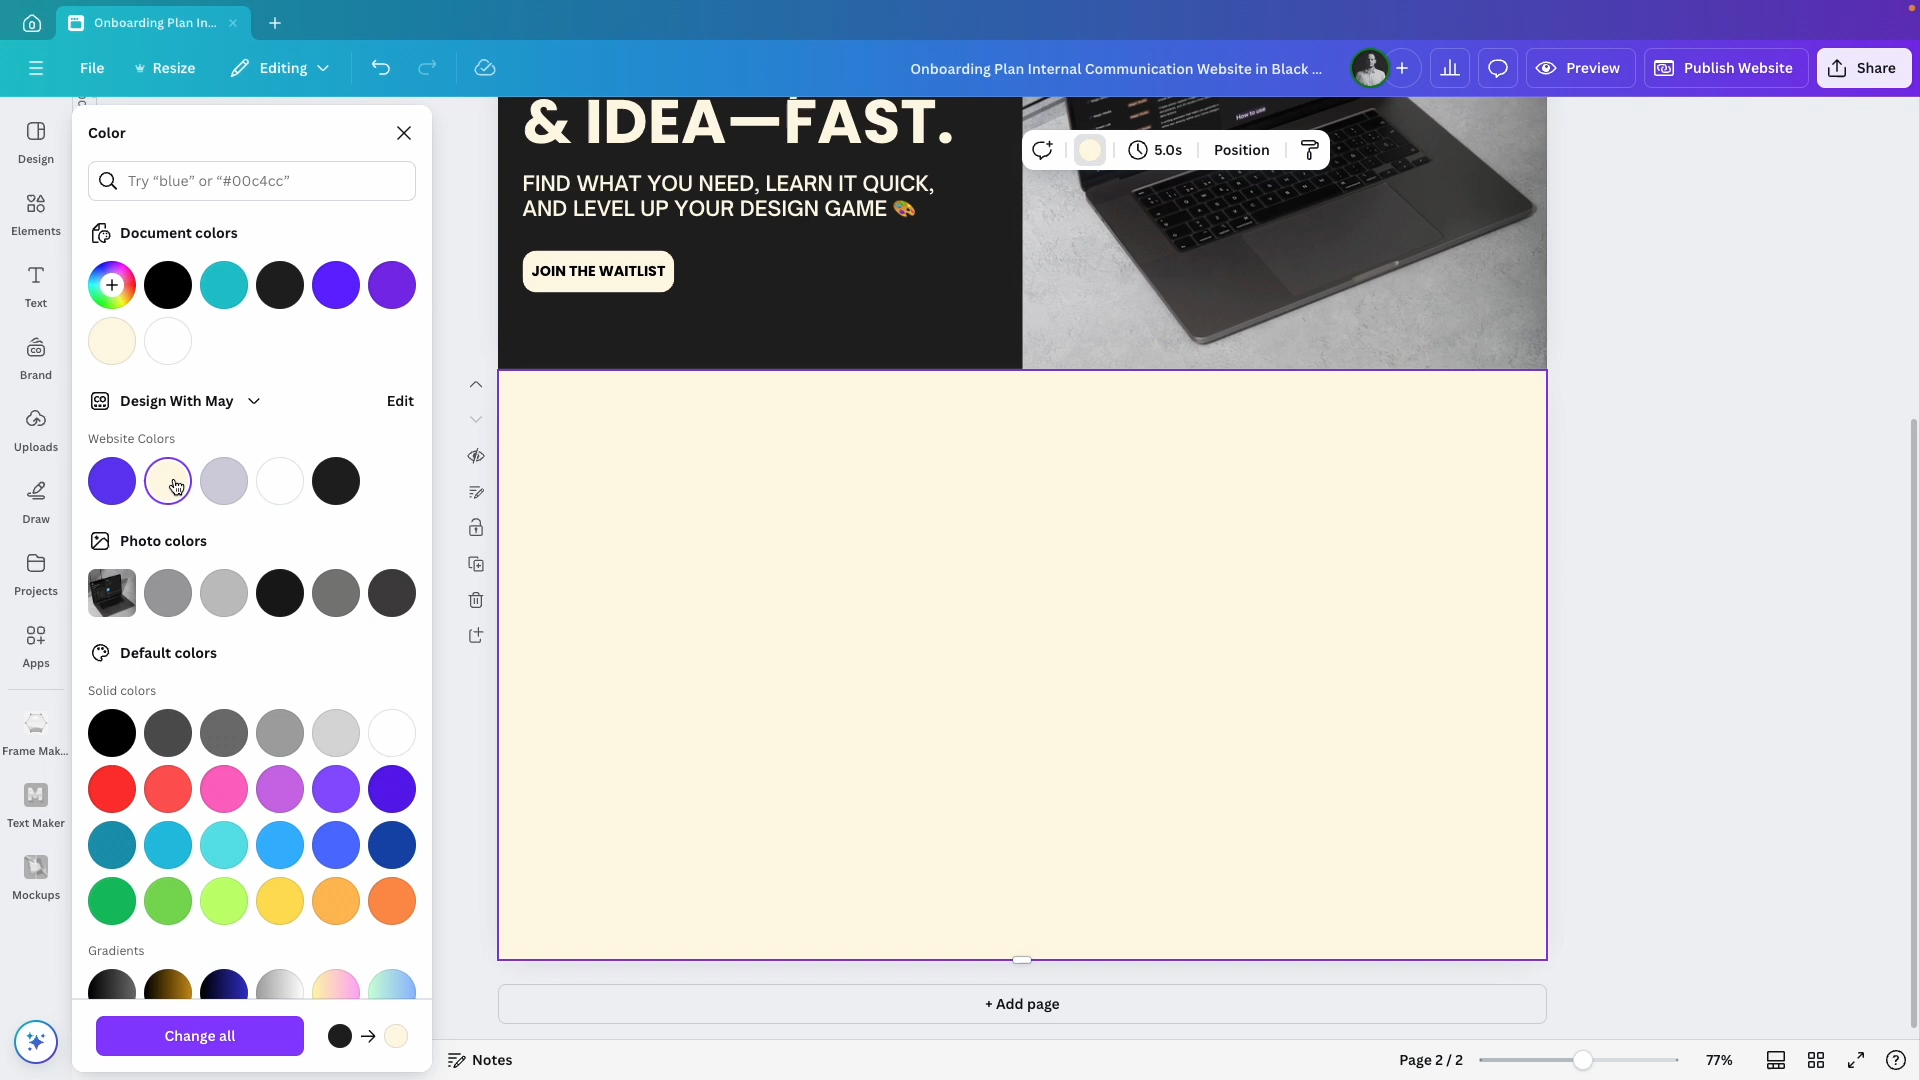 Onboarding Plan In...
File
Resize
Editing
Onboarding Plan Internal Communication Website in Black ...
Preview
Publish Website
Share
Design
Elements
Text
Brand
Uploads
Draw
Projects
Apps
Frame Mak...
Text Maker
Mockups
Color
Try “blue” or “#00c4cc”
Document colors
Design With May
Edit
Website Colors
Photo colors
Default colors
Solid colors
Gradients
Change all
& IDEA—FAST.
FIND WHAT YOU NEED, LEARN IT QUICK,
AND LEVEL UP YOUR DESIGN GAME 🎨
JOIN THE WAITLIST
How to use
5.0s
Position
+ Add page
Notes
Page 2 / 2
77%